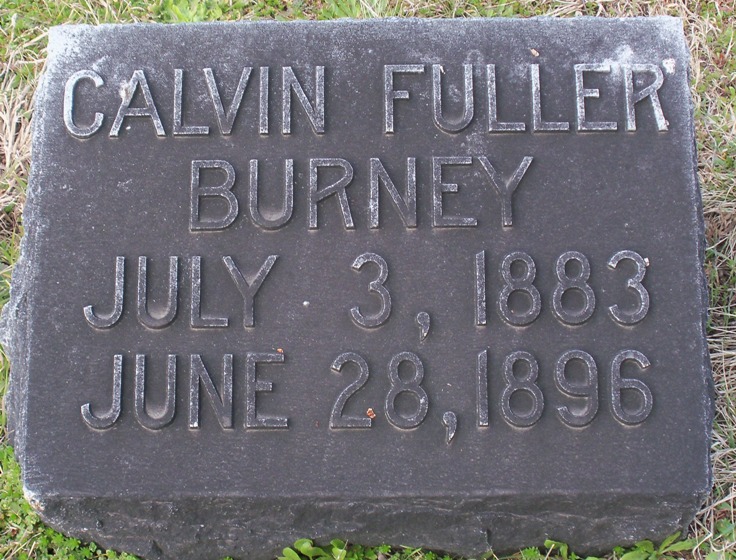 CALVIN FULLER
BURNEY
JULY 3, 1883
JUNE 28, 1896